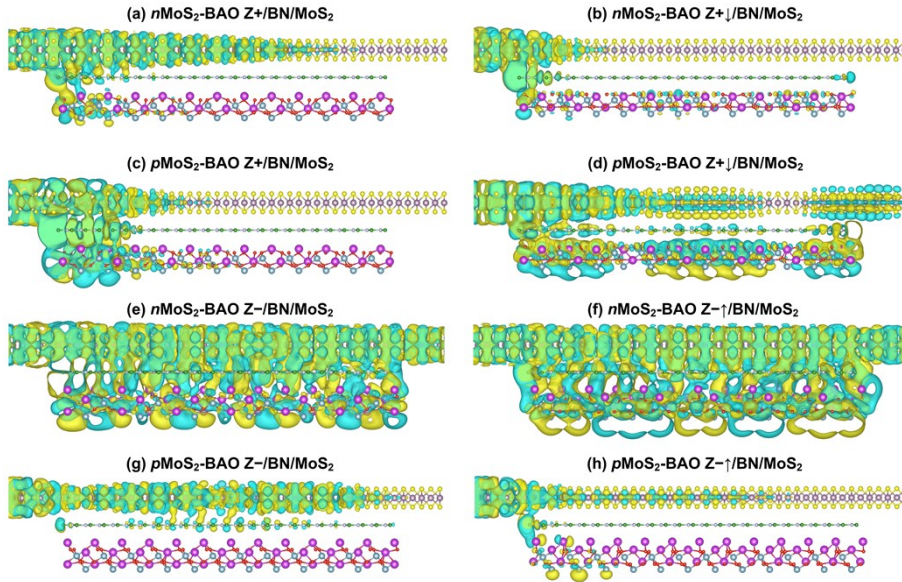 (a) nMoS₂-BAO Z+/BN/MoS₂
(b) nMoS₂-BAO Z+↓/BN/MoS₂
(c) pMoS₂-BAO Z+/BN/MoS₂
(d) pMoS₂-BAO Z+↓/BN/MoS₂
(e) nMoS₂-BAO Z−/BN/MoS₂
(f) nMoS₂-BAO Z−↑/BN/MoS₂
(g) pMoS₂-BAO Z−/BN/MoS₂
(h) pMoS₂-BAO Z−↑/BN/MoS₂